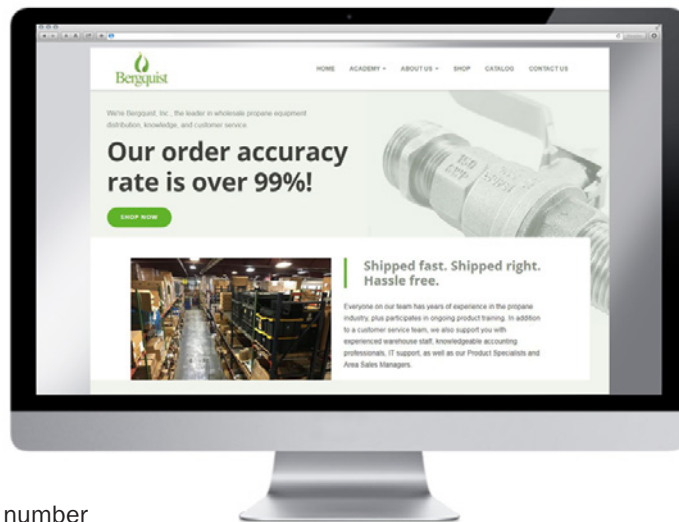 Bergquist
HOME ACADEMY ABOUT US SHOP CATALOG CONTACT US
We're Bergquist, Inc., the leader in wholesale propane equipment
distribution, knowledge, and customer service.
Our order accuracy
rate is over 99%!
SHOP NOW
Shipped fast. Shipped right.
Hassle free.
Everyone on our team has years of experience in the propane
industry, plus participates in ongoing product training. In addition
to a customer service team, we also support you with
experienced warehouse staff, knowledgeable accounting
professionals, IT support, as well as our Product Specialists and
Area Sales Managers.
number